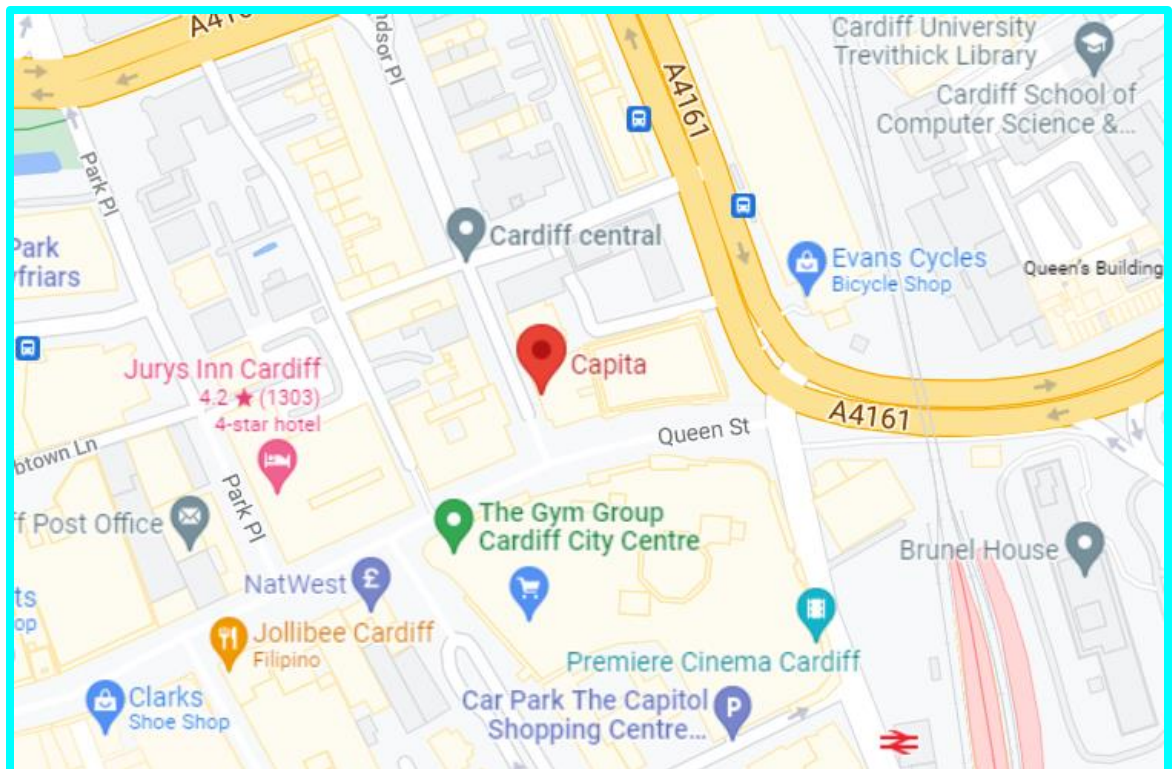 A416
ndsor Pl
Cardiff University
Trevithick Library
Cardiff School of
Computer Science &...
A4161
Park Pl
Cardiff central
Park
yfriars
Evans Cycles
Bicycle Shop
Queen's Building
Jurys Inn Cardiff
4.2 ★ (1303)
4-star hotel
Capita
A4161
Queen St
btown Ln
Park Pl
ff Post Office
The Gym Group
Cardiff City Centre
Brunel House
NatWest
£
ts
op
Jollibee Cardiff
Filipino
Premiere Cinema Cardiff
Clarks
Shoe Shop
Car Park The Capitol
Shopping Centre...
P